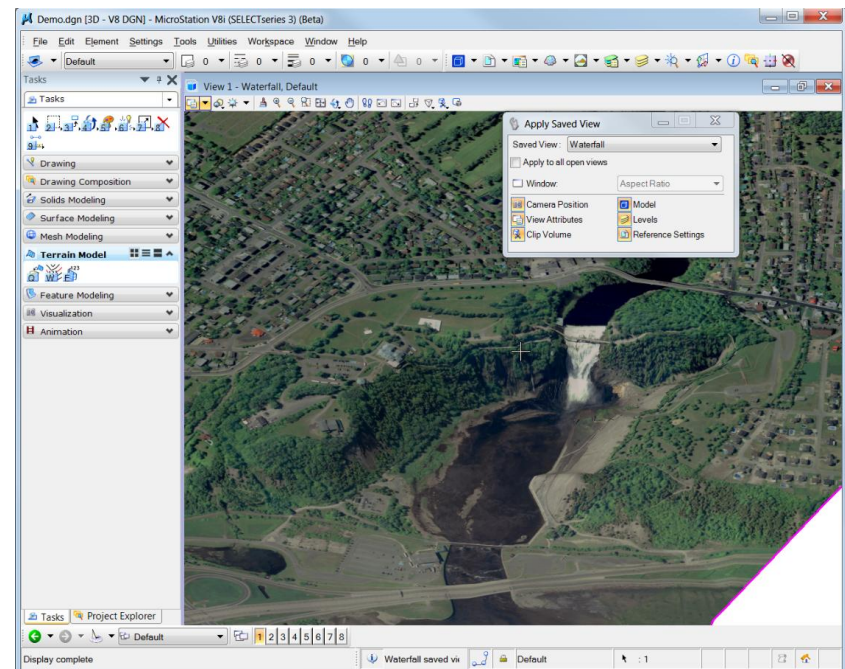 Demo.dgn [3D - V8 DGN] - MicroStation V8i (SELECTseries 3) (Beta)
File Edit Element Settings Tools Utilities Workspace Window Help
Default 0 0 0 0 0
Tasks
View 1 - Waterfall, Default
Tasks
Apply Saved View
Saved View: Waterfall
Apply to all open views
Window: Aspect Ratio
Camera Position Model
View Attributes Levels
Clip Volume Reference Settings
Drawing
Drawing Composition
Solids Modeling
Surface Modeling
Mesh Modeling
Terrain Model
Feature Modeling
Visualization
Animation
Tasks Project Explorer
Default 1 2 3 4 5 6 7 8
Display complete Waterfall saved vie Default : 1